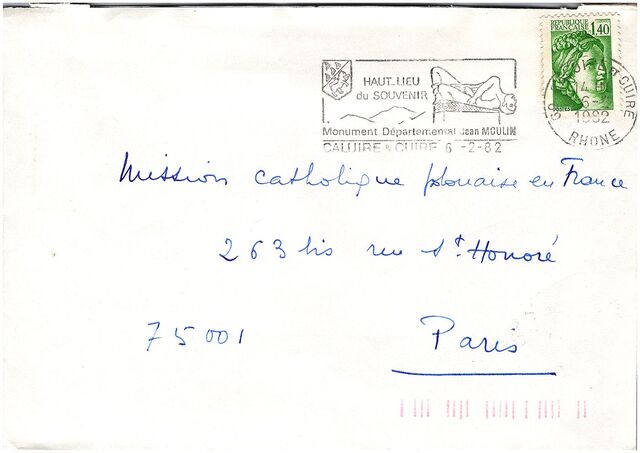 REPUBLIQUE FRANÇAISE 1,40
HAUT-LIEU
du SOUVENIR
Monument Départemental Jean MOULIN
CALUIRE & CUIRE 6 -2-82
CUIRE
1982
RHONE
Mission catholique polonaise en France
263 bis rue St. Honoré
75001 Paris